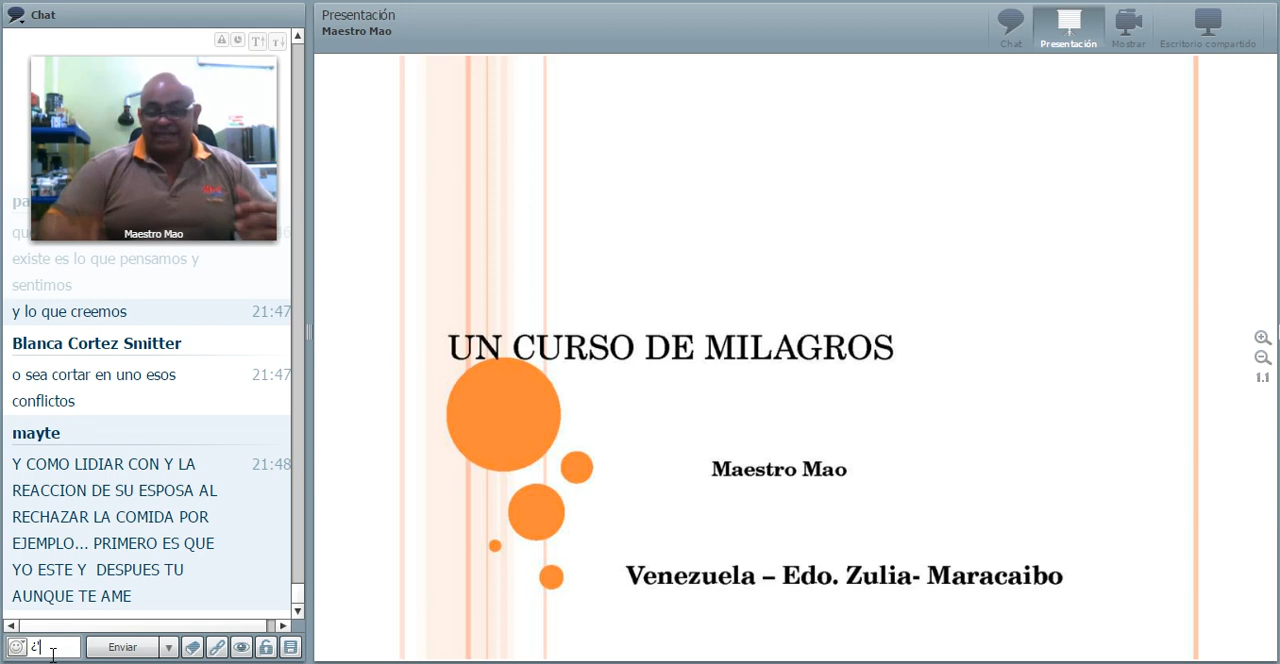 Chat
Maestro Mao
pa
qu
existe es lo que pensamos y
sentimos
y lo que creemos 21:47
Blanca Cortez Smitter
o sea cortar en uno esos 21:47
conflictos
mayte
Y COMO LIDIAR CON Y LA 21:48
REACCION DE SU ESPOSA AL
RECHAZAR LA COMIDA POR
EJEMPLO... PRIMERO ES QUE
YO ESTE Y DESPUES TU
AUNQUE TE AME
Enviar
Presentación
Maestro Mao
Chat Presentación Mostrar Escritorio compartido
UN CURSO DE MILAGROS
Maestro Mao
Venezuela – Edo. Zulia- Maracaibo
1.1